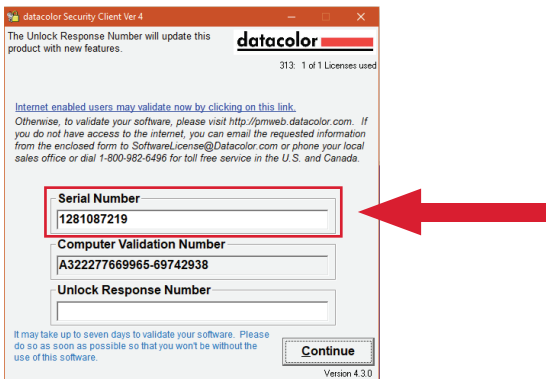 datacolor Security Client Ver 4
The Unlock Response Number will update this
product with new features.
datacolor
313: 1 of 1 Licenses used
Internet enabled users may validate now by clicking on this link.
Otherwise, to validate your software, please visit http://pmweb.datacolor.com. If
you do not have access to the internet, you can email the requested information
from the enclosed form to SoftwareLicense@Datacolor.com or phone your local
sales office or dial 1-800-982-6496 for toll free service in the U.S. and Canada.
Serial Number
1281087219
Computer Validation Number
A322277669965-69742938
Unlock Response Number
It may take up to seven days to validate your software. Please
do so as soon as possible so that you won't be without the
use of this software.
Continue
Version 4.3.0